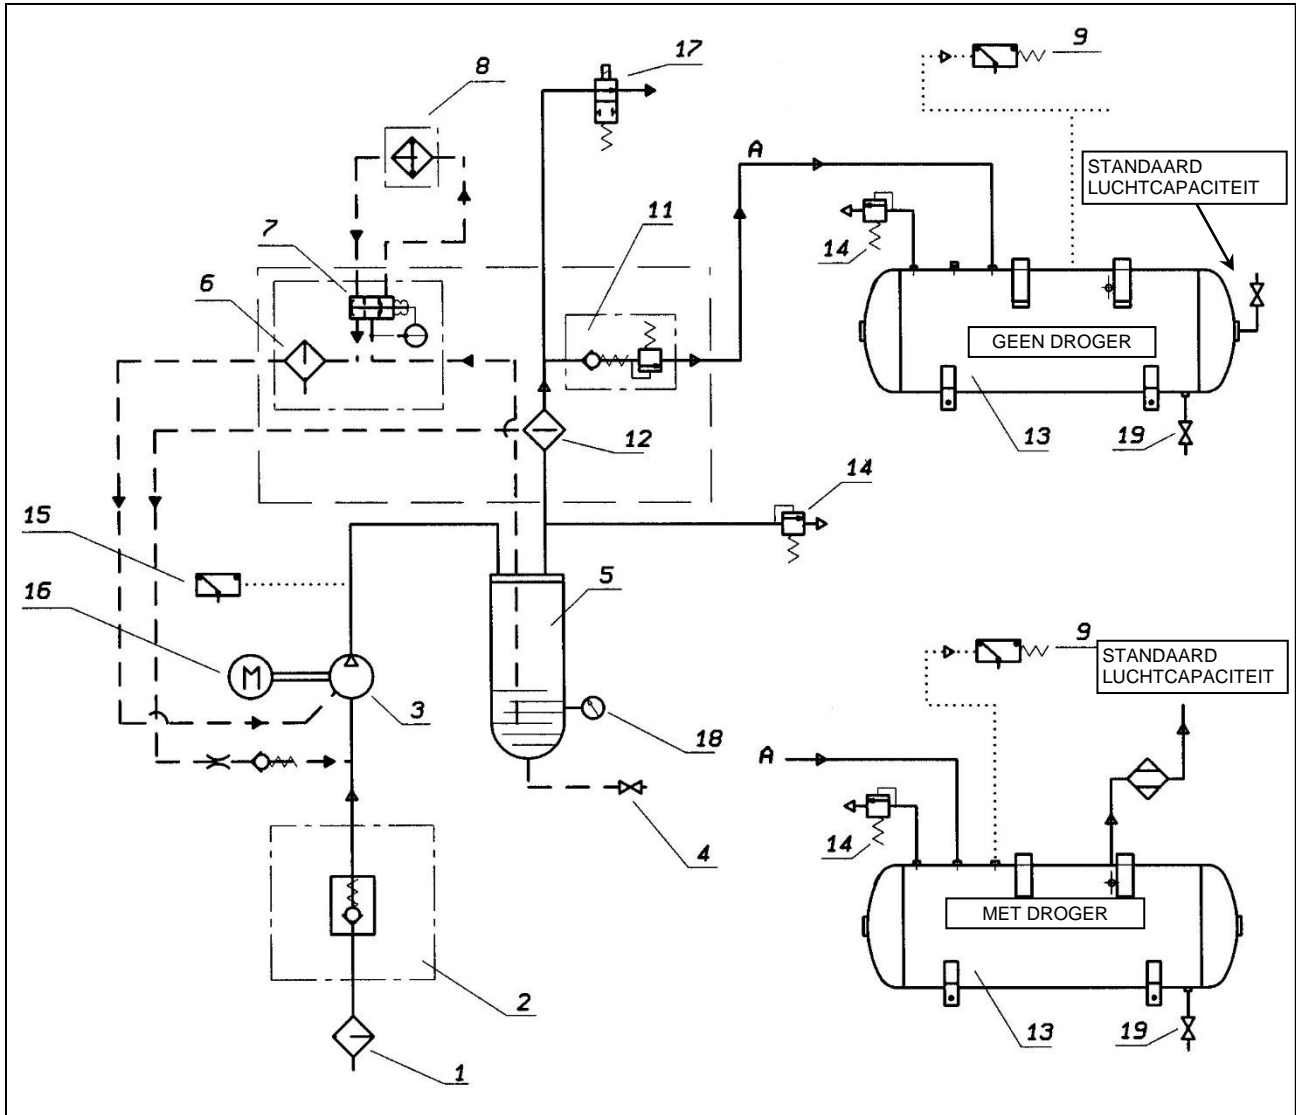 17
9
8
A
STANDAARD
LUCHTCAPACITEIT
7
11
14
6
GEEN DROGER
12
13
19
14
15
5
16
M
3
18
9
STANDAARD
LUCHTCAPACITEIT
A
4
14
MET DROGER
2
13
19
1